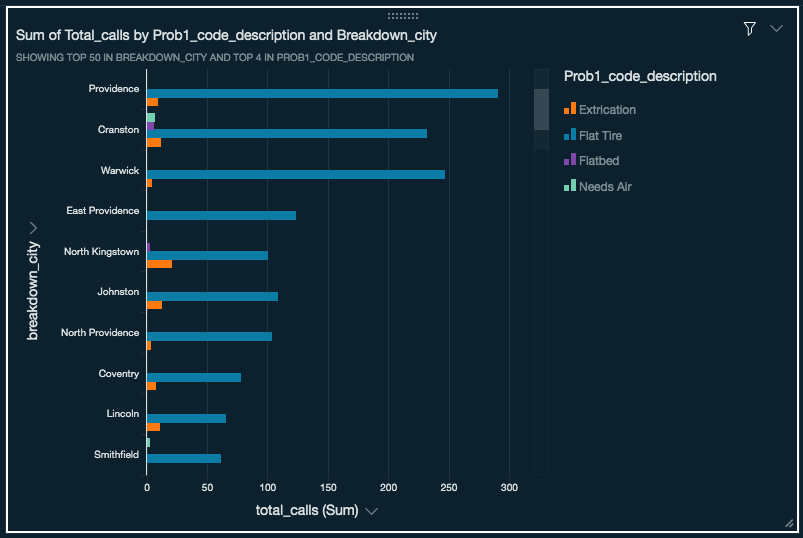 Sum of Total_calls by Prob1_code_description and Breakdown_city
SHOWING TOP 50 IN BREAKDOWN_CITY AND TOP 4 IN PROB1_CODE_DESCRIPTION
breakdown_city
Providence
Cranston
Warwick
East Providence
North Kingstown
Johnston
North Providence
Coventry
Lincoln
Smithfield
0 50 100 150 200 250 300
total_calls (Sum)
Prob1_code_description
Extrication
Flat Tire
Flatbed
Needs Air